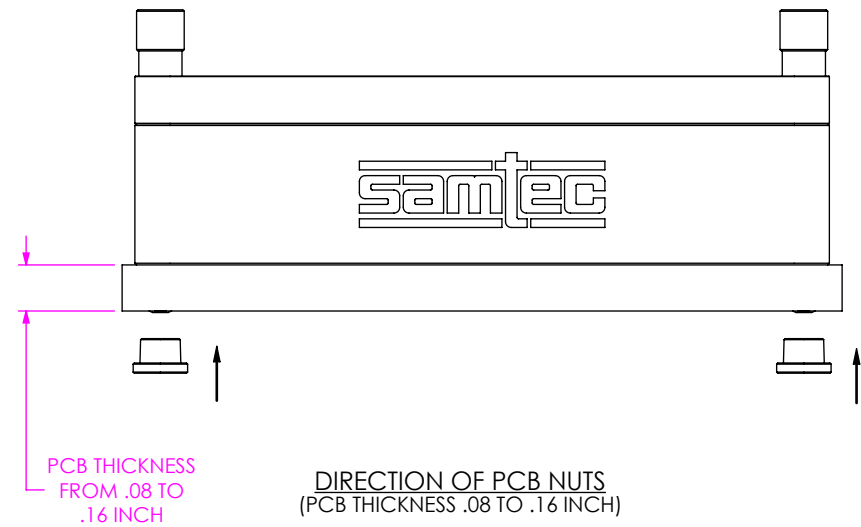 samtec
PCB THICKNESS
FROM .08 TO
.16 INCH
DIRECTION OF PCB NUTS
(PCB THICKNESS .08 TO .16 INCH)